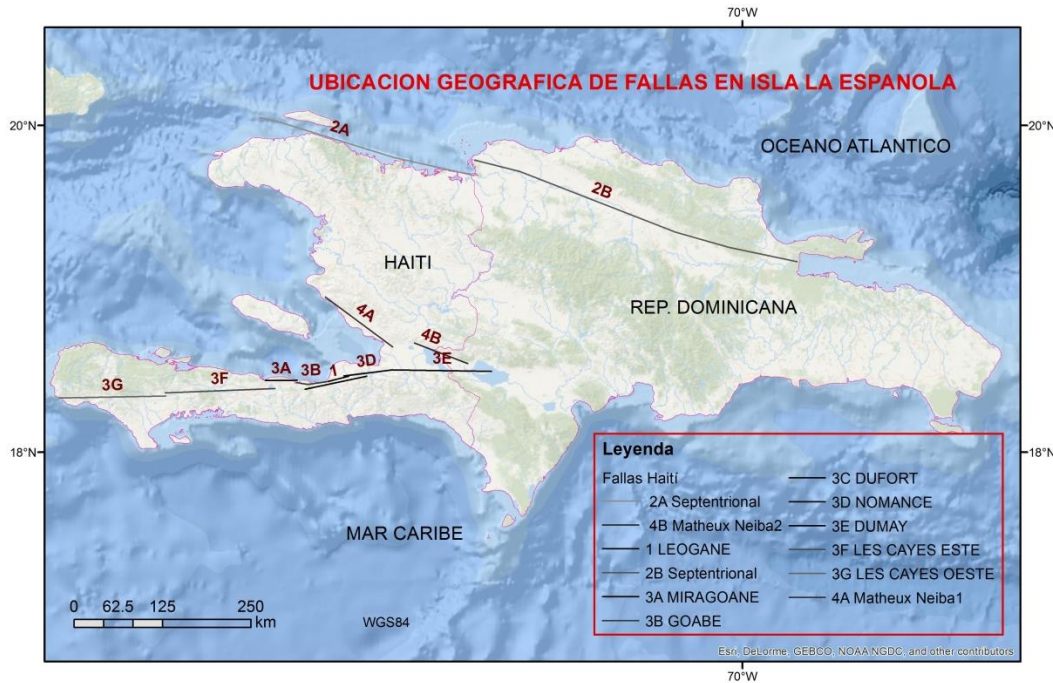 70°W
UBICACION GEOGRAFICA DE FALLAS EN ISLA LA ESPANOLA
20°N
20°N
2A
OCEANO ATLANTICO
2B
HAITI
REP. DOMINICANA
4A
4B
3E
3D
1
3B
3A
3F
3G
18°N
18°N
MAR CARIBE
Leyenda
Fallas Haití
2A Septentrional
4B Matheux Neiba2
1 LEOGANE
2B Septentrional
3A MIRAGOANE
3B GOABE
3C DUFORT
3D NOMANCE
3E DUMAY
3F LES CAYES ESTE
3G LES CAYES OESTE
4A Matheux Neiba1
0 62.5 125 250
km
WGS84
Esri, DeLorme, GEBCO, NOAA NGDC, and other contributors
70°W